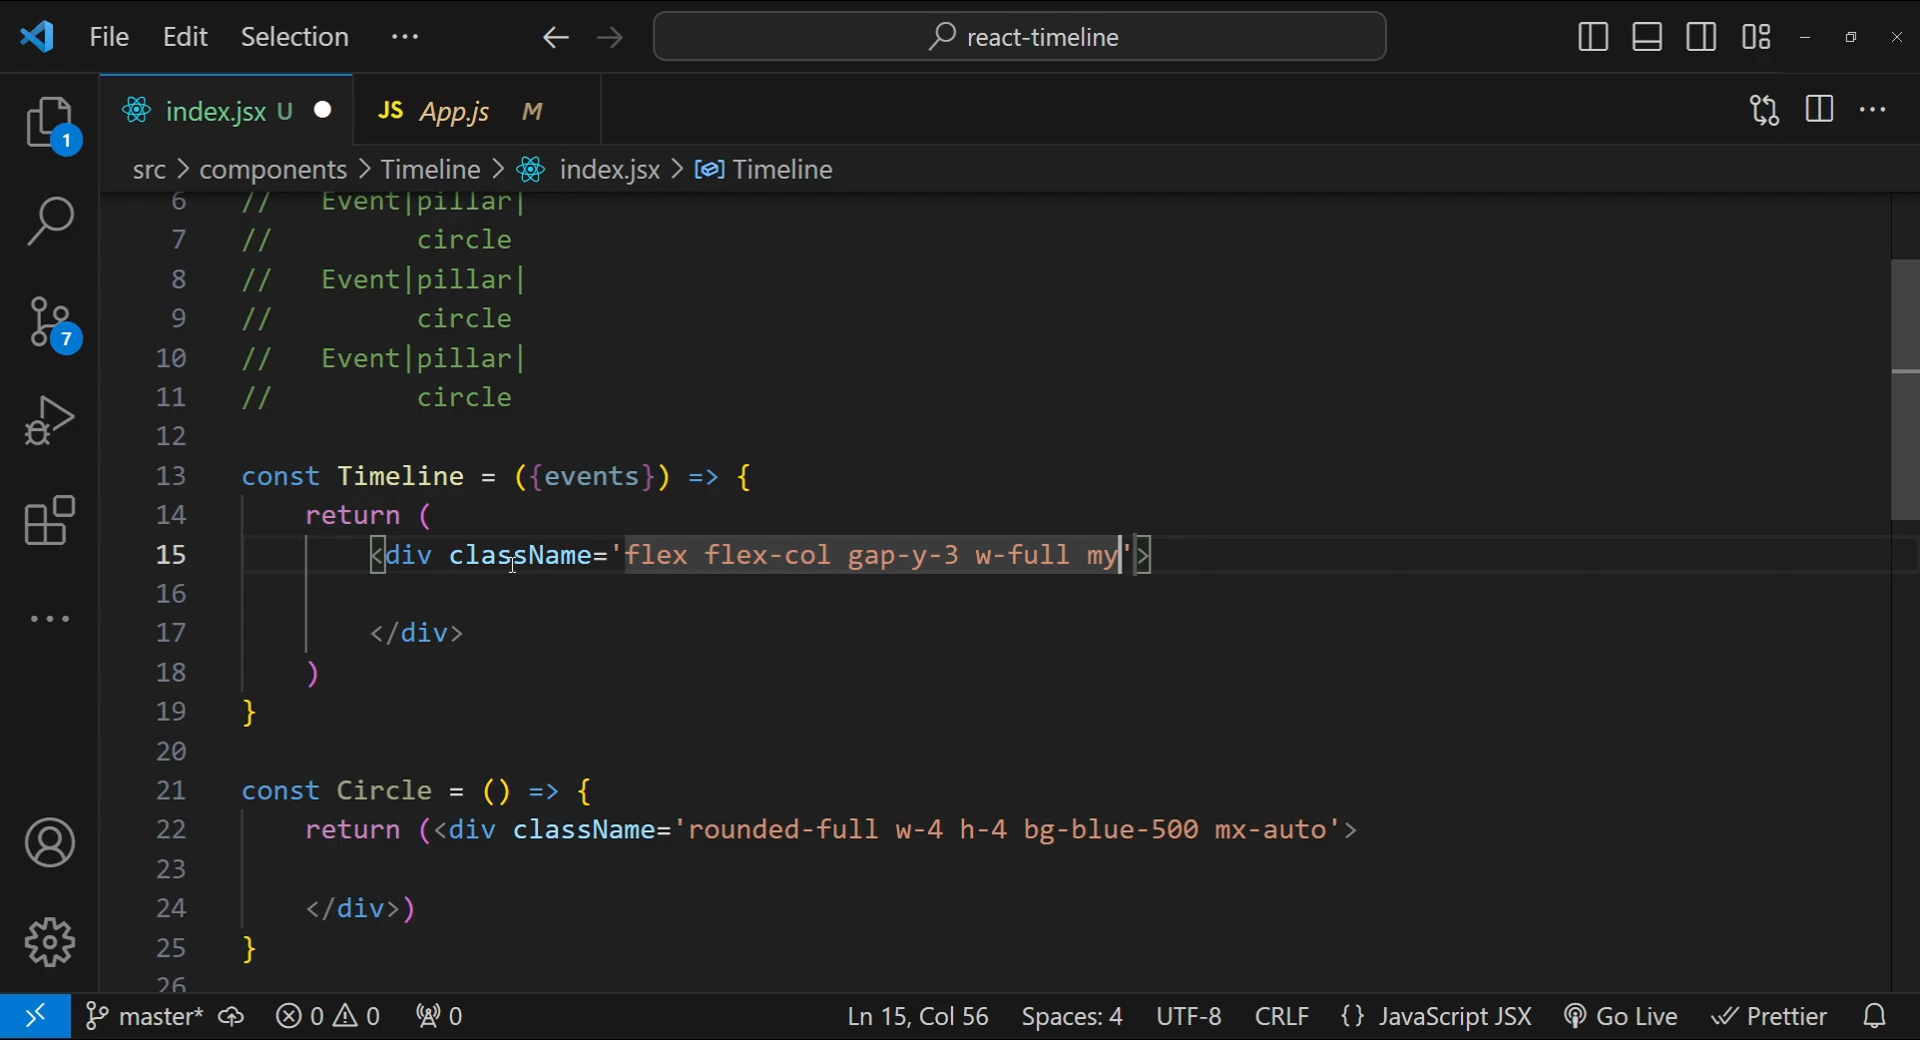 File Edit Selection ··· react-timeline
index.jsx U JS App.js M
src > components > Timeline > index.jsx > Timeline
1
7
6 // Event|pillar|
7 // circle
8 // Event|pillar|
9 // circle
10 // Event|pillar|
11 // circle
12
13 const Timeline = ({events}) => {
14 return (
15 <div className='flex flex-col gap-y-3 w-full my'>
16
17 </div>
18 )
19 }
20
21 const Circle = () => {
22 return (<div className='rounded-full w-4 h-4 bg-blue-500 mx-auto'>
23
24 </div>)
25 }
26
master* 0 0 0 Ln 15, Col 56 Spaces: 4 UTF-8 CRLF {} JavaScript JSX Go Live Prettier